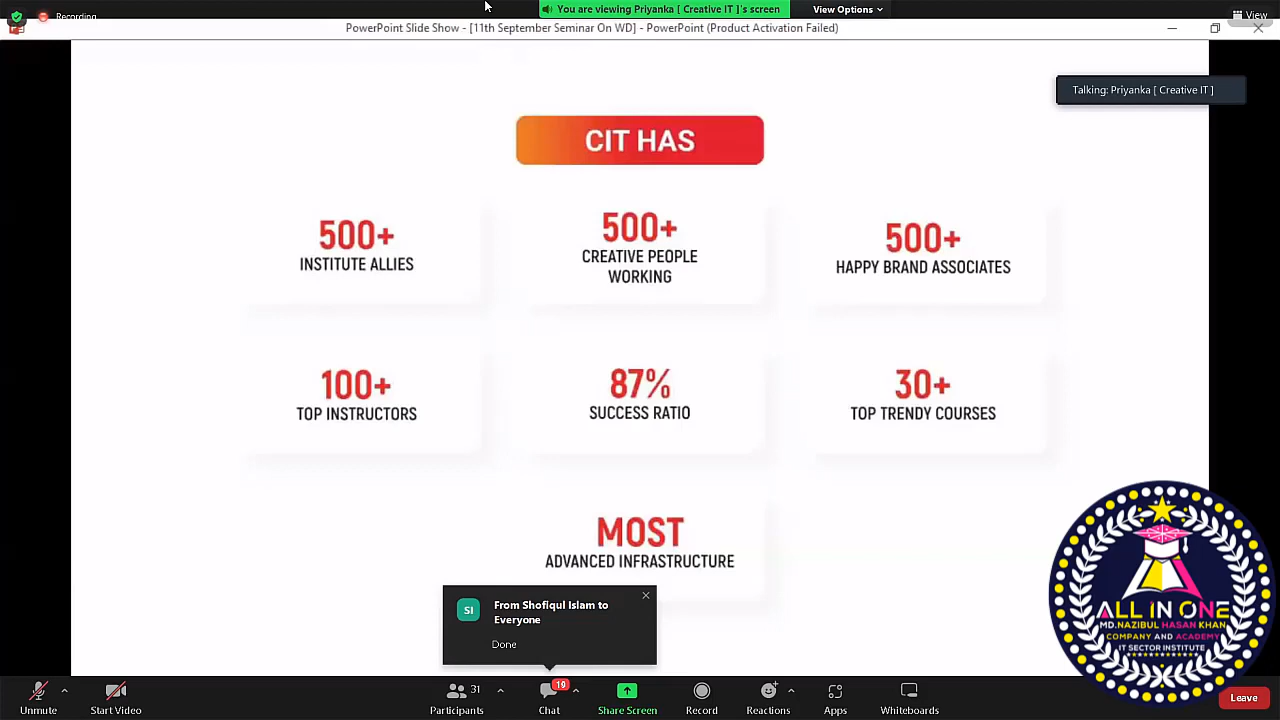 Recording
You are viewing Priyanka [ Creative IT ]'s screen
View Options
View
PowerPoint Slide Show - [11th September Seminar On WD] - PowerPoint (Product Activation Failed)
Talking: Priyanka [ Creative IT ]
CIT HAS
500+
INSTITUTE ALLIES
500+
CREATIVE PEOPLE
WORKING
500+
HAPPY BRAND ASSOCIATES
100+
TOP INSTRUCTORS
87%
SUCCESS RATIO
30+
TOP TRENDY COURSES
MOST
ADVANCED INFRASTRUCTURE
SI
From Shofiqul Islam to
Everyone
Done
ALL IN ONE
MD.NAZIBUL HASAN KHAN
COMPANY AND ACADEMY
IT SECTOR INSTITUTE
Unmute
Start Video
31
Participants
19
Chat
Share Screen
Record
Reactions
Apps
Whiteboards
Leave